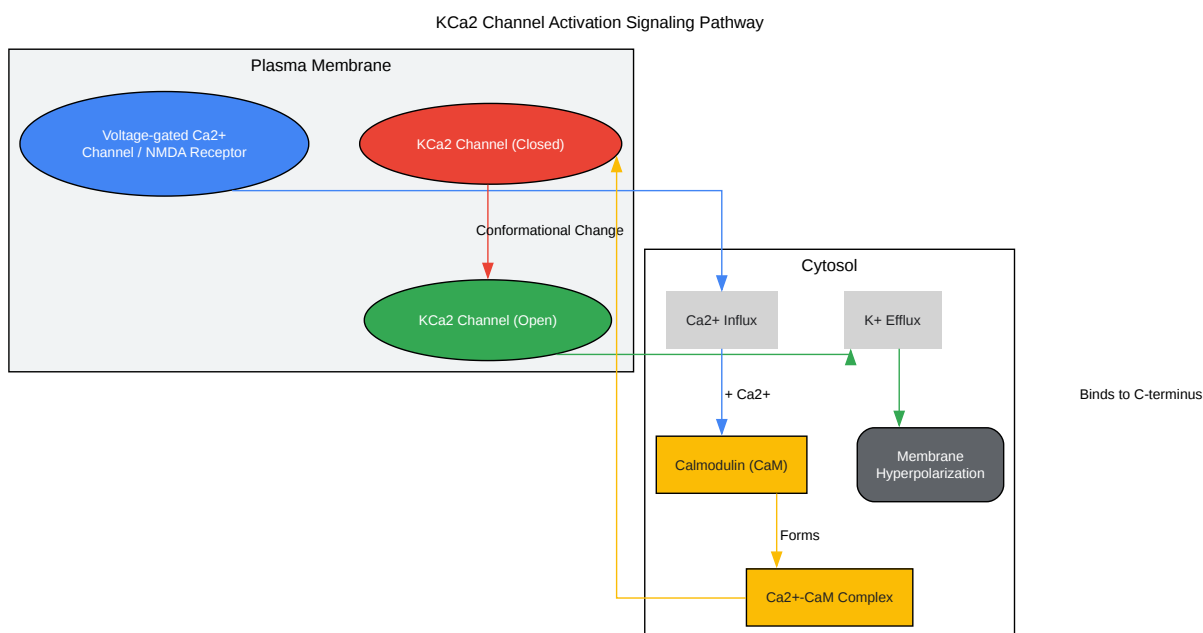 KCa2 Channel Activation Signaling Pathway
Plasma Membrane
Voltage-gated Ca2+
Channel / NMDA Receptor
KCa2 Channel (Closed)
Conformational Change
KCa2 Channel (Open)
Cytosol
Ca2+ Influx
K+ Efflux
+ Ca2+
Binds to C-terminus
Calmodulin (CaM)
Membrane
Hyperpolarization
Forms
Ca2+-CaM Complex